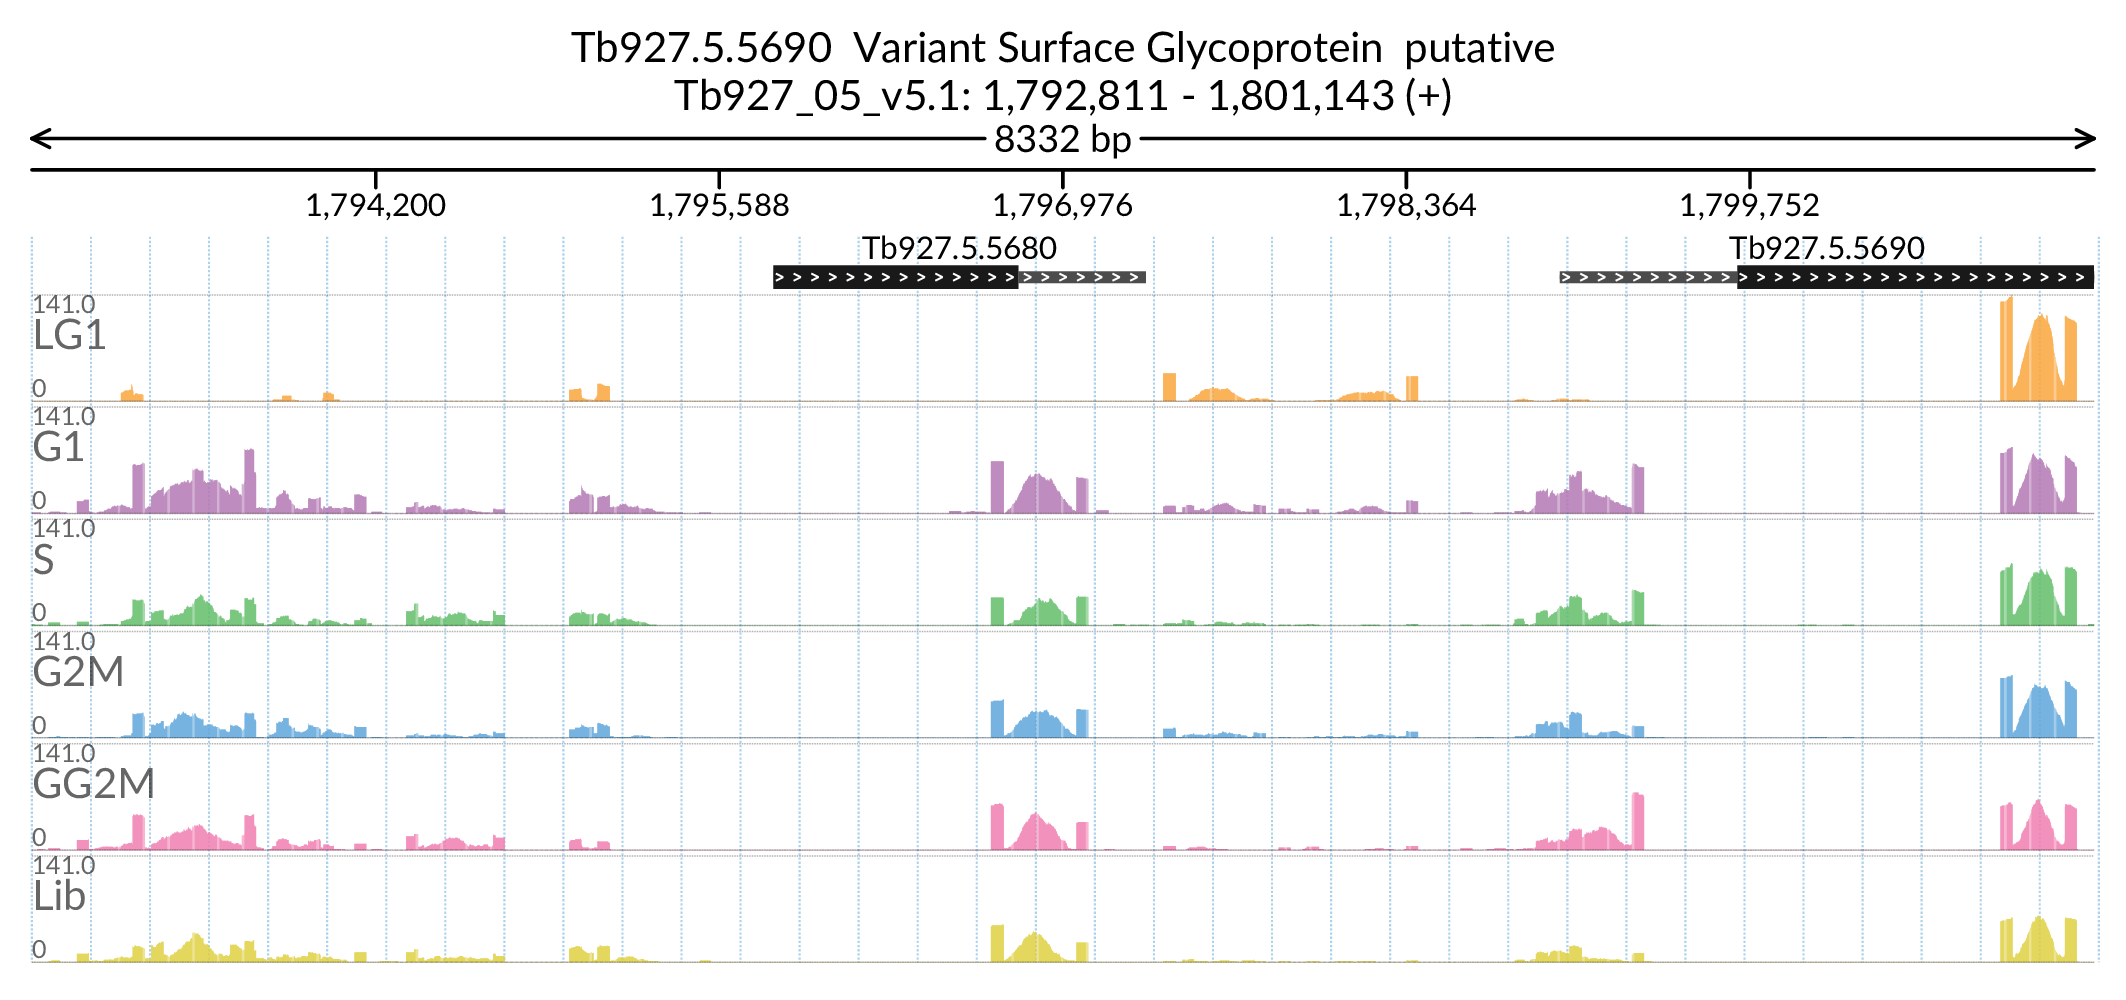 Tb927.5.5690 Variant Surface Glycoprotein putative
Tb927_05_v5.1: 1,792,811 - 1,801,143 (+)
8332 bp
1,794,200 1,795,588 1,796,976 1,798,364 1,799,752
Tb927.5.5680 Tb927.5.5690
141.0
LG1
0
141.0
G1
0
141.0
S
0
141.0
G2M
0
141.0
GG2M
0
141.0
Lib
0